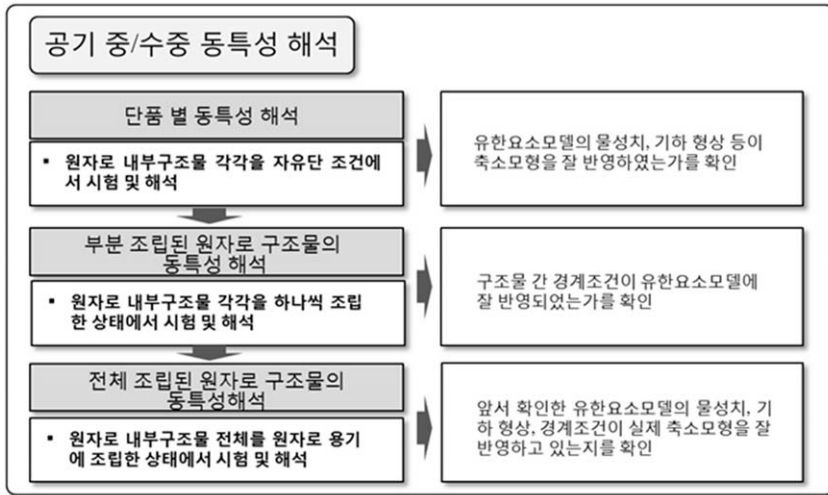 공기 중/수중 동특성 해석
단품 별 동특성 해석
▪ 원자로 내부구조물 각각을 자유단 조건에
서 시험 및 해석
유한요소모델의 물성치, 기하 형상 등이
축소모형을 잘 반영하였는가를 확인
부분 조립된 원자로 구조물의
동특성 해석
▪ 원자로 내부구조물 각각을 하나씩 조립
한 상태에서 시험 및 해석
구조물 간 경계조건이 유한요소모델에
잘 반영되었는가를 확인
전체 조립된 원자로 구조물의
동특성해석
▪ 원자로 내부구조물 전체를 원자로 용기
에 조립한 상태에서 시험 및 해석
앞서 확인한 유한요소모델의 물성치, 기
하 형상, 경계조건이 실제 축소모형을 잘
반영하고 있는지를 확인